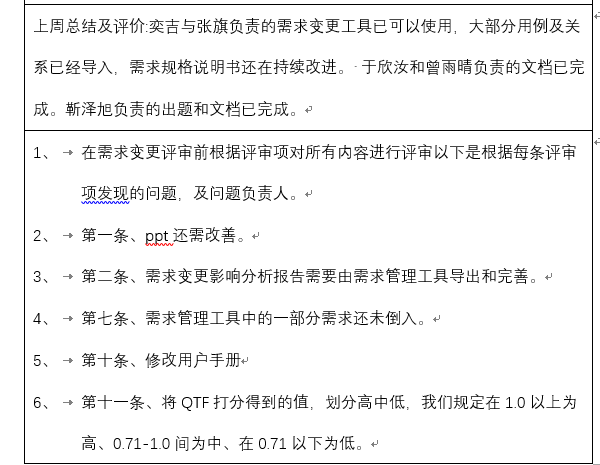 上周总结及评价:奕吉与张旗负责的需求变更工具已可以使用，大部分用例及关
系已经导入，需求规格说明书还在持续改进。 于欣汝和曾雨晴负责的文档已完
成。靳泽旭负责的出题和文档已完成。
1、 在需求变更评审前根据评审项对所有内容进行评审以下是根据每条评审
项发现的问题，及问题负责人。
2、 第一条、ppt 还需改善。
3、 第二条、需求变更影响分析报告需要由需求管理工具导出和完善。
4、 第七条、需求管理工具中的一部分需求还未倒入。
5、 第十条、修改用户手册
6、 第十一条、将 QTF 打分得到的值，划分高中低，我们规定在 1.0 以上为
高、0.71-1.0 间为中、在 0.71 以下为低。